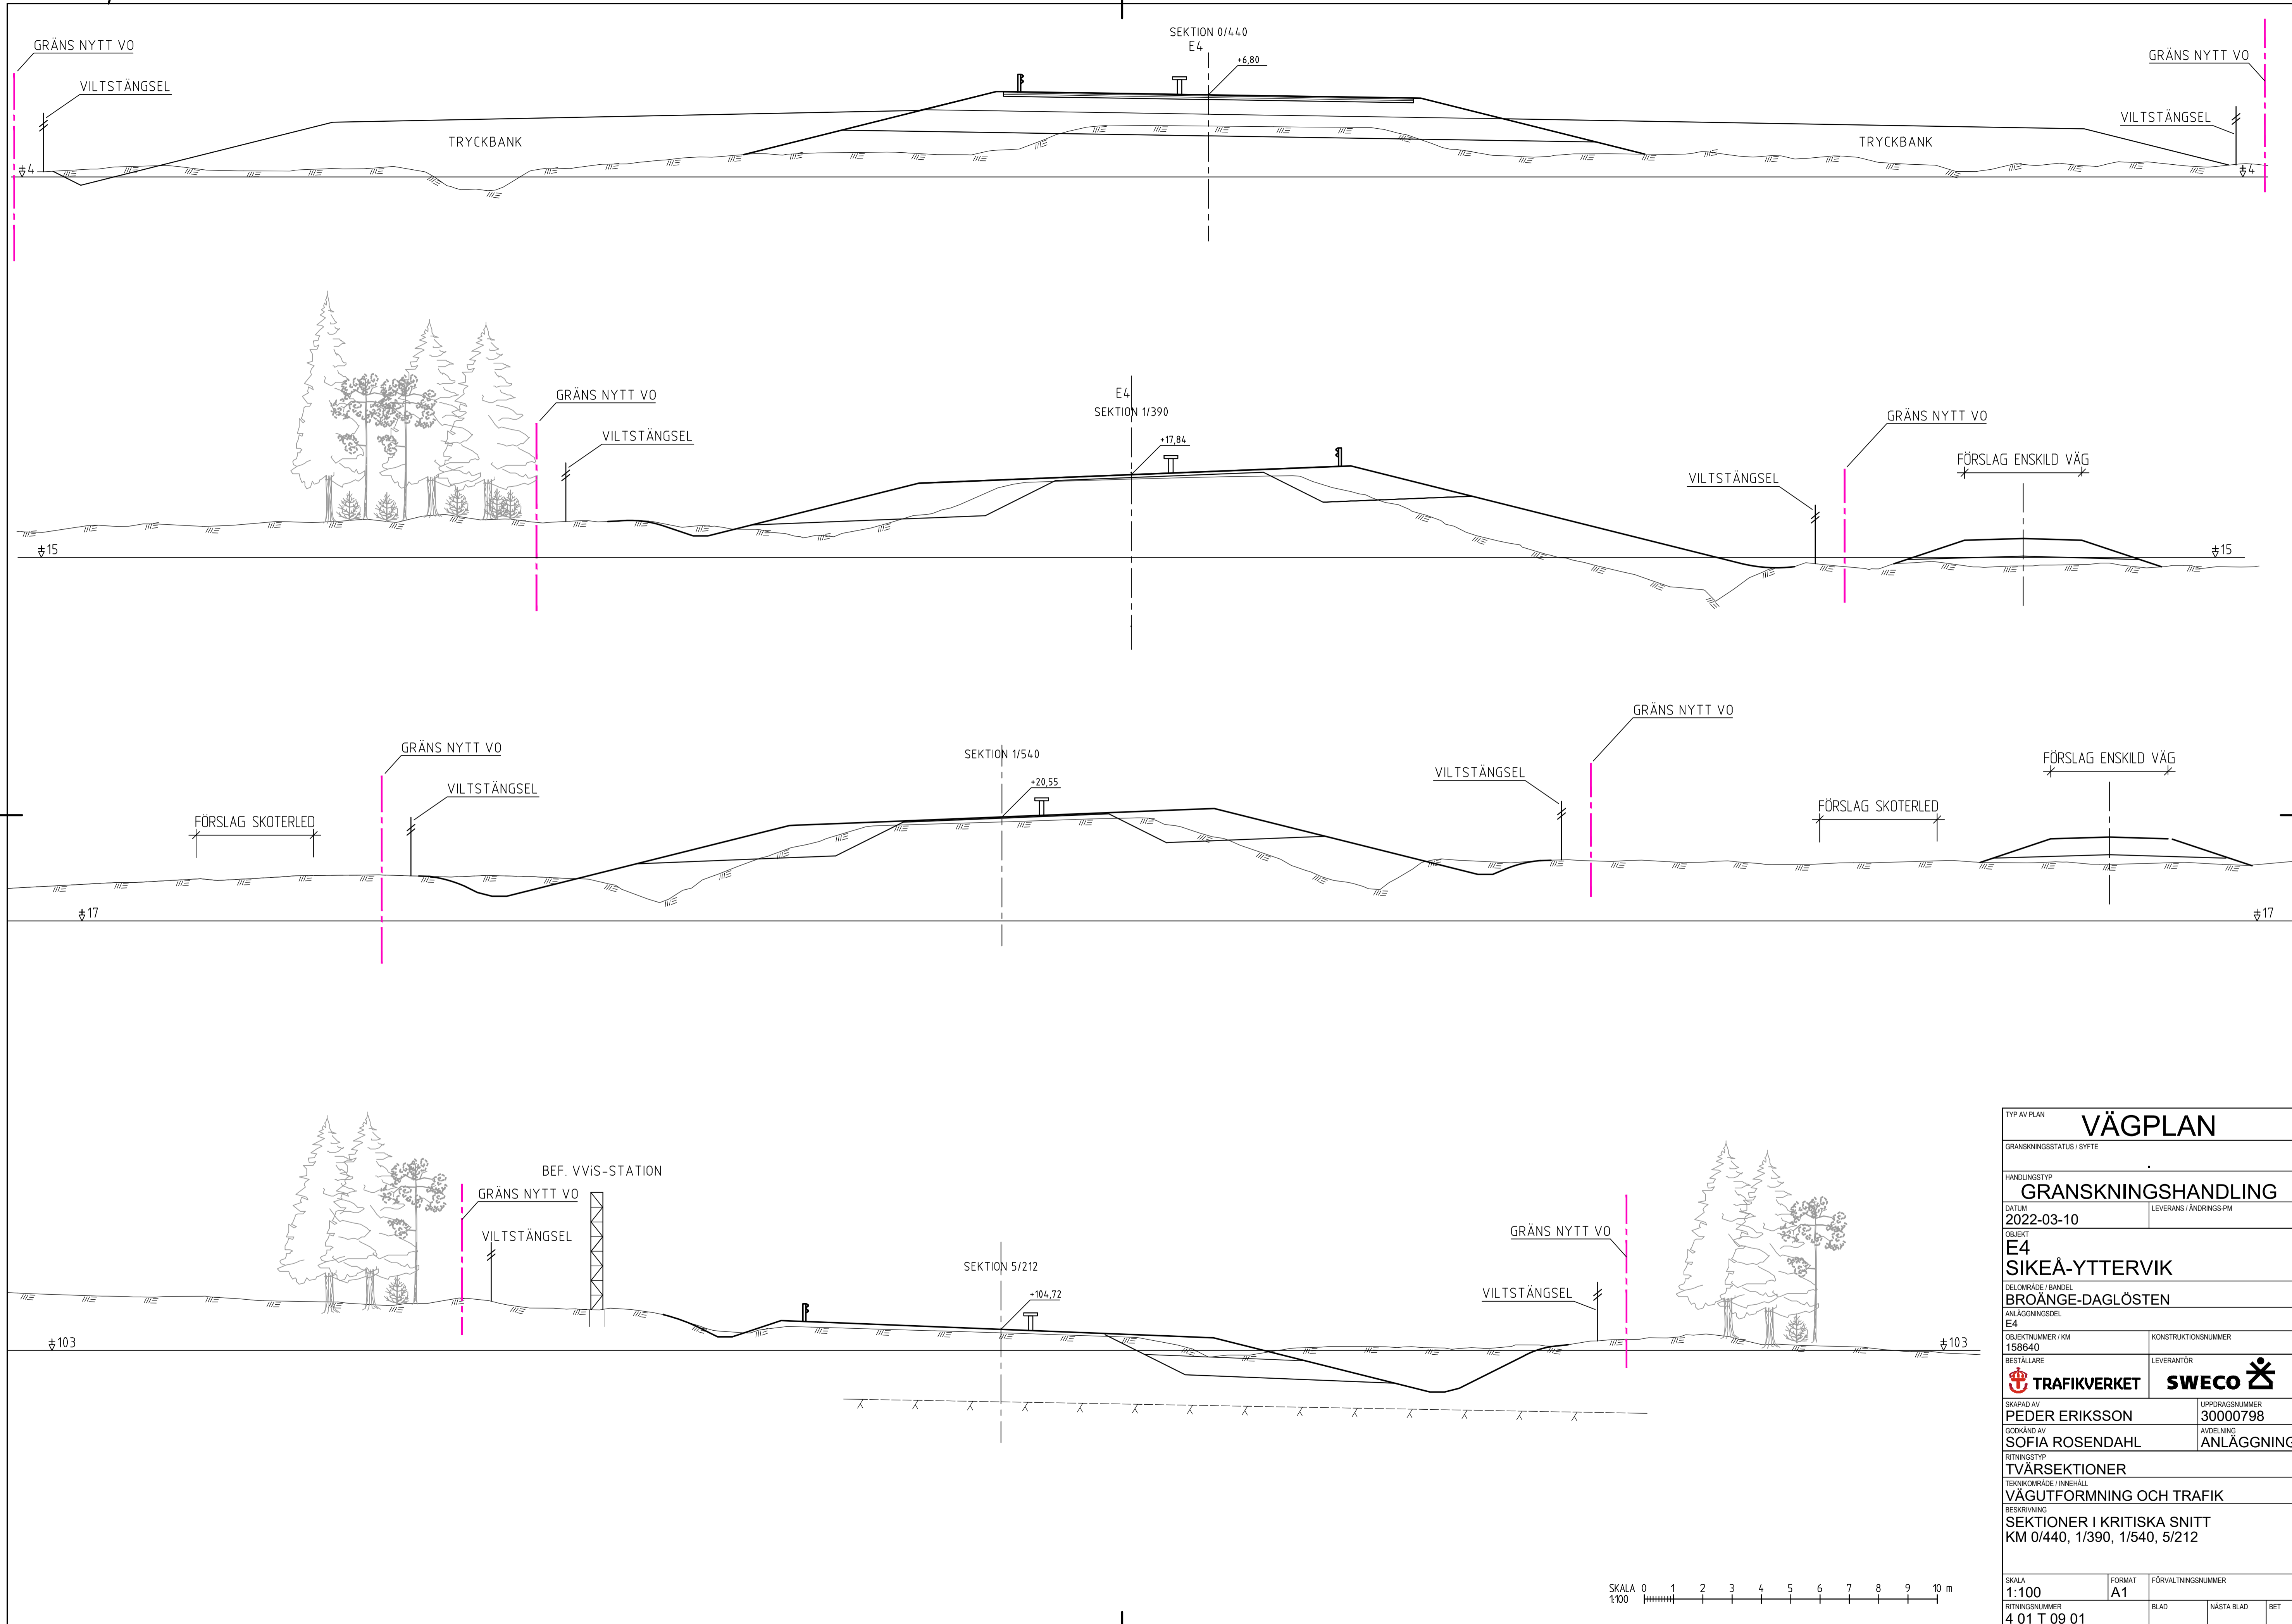 SEKTION 0/440
E4
+6,80
GRÄNS NYTT VO
GRÄNS NYTT VO
VILTSTÄNGSEL
VILTSTÄNGSEL
TRYCKBANK
TRYCKBANK
±4
±4
E4
SEKTION 1/390
+17,84
GRÄNS NYTT VO
VILTSTÄNGSEL
GRÄNS NYTT VO
VILTSTÄNGSEL
FÖRSLAG ENSKILD VÄG
±15
±15
GRÄNS NYTT VO
GRÄNS NYTT VO
SEKTION 1/540
+20,55
VILTSTÄNGSEL
VILTSTÄNGSEL
FÖRSLAG ENSKILD VÄG
FÖRSLAG SKOTERLED
FÖRSLAG SKOTERLED
±17
±17
BEF. VViS-STATION
GRÄNS NYTT VO
VILTSTÄNGSEL
SEKTION 5/212
+104,72
GRÄNS NYTT VO
VILTSTÄNGSEL
±103
±103
SKALA 0 1 2 3 4 5 6 7 8 9 10 m
1:100
TYP AV PLAN
VÄGPLAN
GRANSKNINGSSTATUS / SYFTE
.
HANDLINGSTYP
GRANSKNINGSHANDLING
DATUM
2022-03-10
LEVERANS / ÄNDRINGS-PM
OBJEKT
E4
SIKEÅ-YTTERVIK
DELOMRÅDE / BANDEL
BROÄNGE-DAGLÖSTEN
ANLÄGGNINGSDEL
E4
OBJEKTNUMMER / KM
158640
KONSTRUKTIONSNUMMER
BESTÄLLARE
TRAFIKVERKET
LEVERANTÖR
SWECO
SKAPAD AV
PEDER ERIKSSON
UPPDRAGSNUMMER
30000798
GODKÄND AV
SOFIA ROSENDAHL
AVDELNING
ANLÄGGNING
RITNINGSTYP
TVÄRSEKTIONER
TEKNIKOMRÅDE / INNEHÅLL
VÄGUTFORMNING OCH TRAFIK
BESKRIVNING
SEKTIONER I KRITISKA SNITT
KM 0/440, 1/390, 1/540, 5/212
SKALA
1:100
FORMAT
A1
FÖRVALTNINGSNUMMER
RITNINGSNUMMER
4 01 T 09 01
BLAD
NÄSTA BLAD
BET